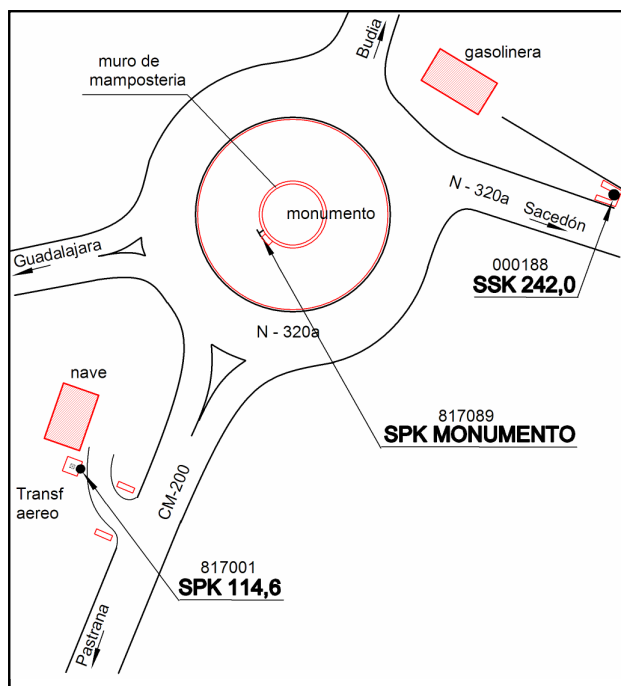 Budia
gasolinera
muro de
mamposteria
N - 320a
Sacedón
monumento
Guadalajara
000188
SSK 242,0
N - 320a
nave
817089
SPK MONUMENTO
CM-200
Transf
aereo
817001
SPK 114,6
Pastrana